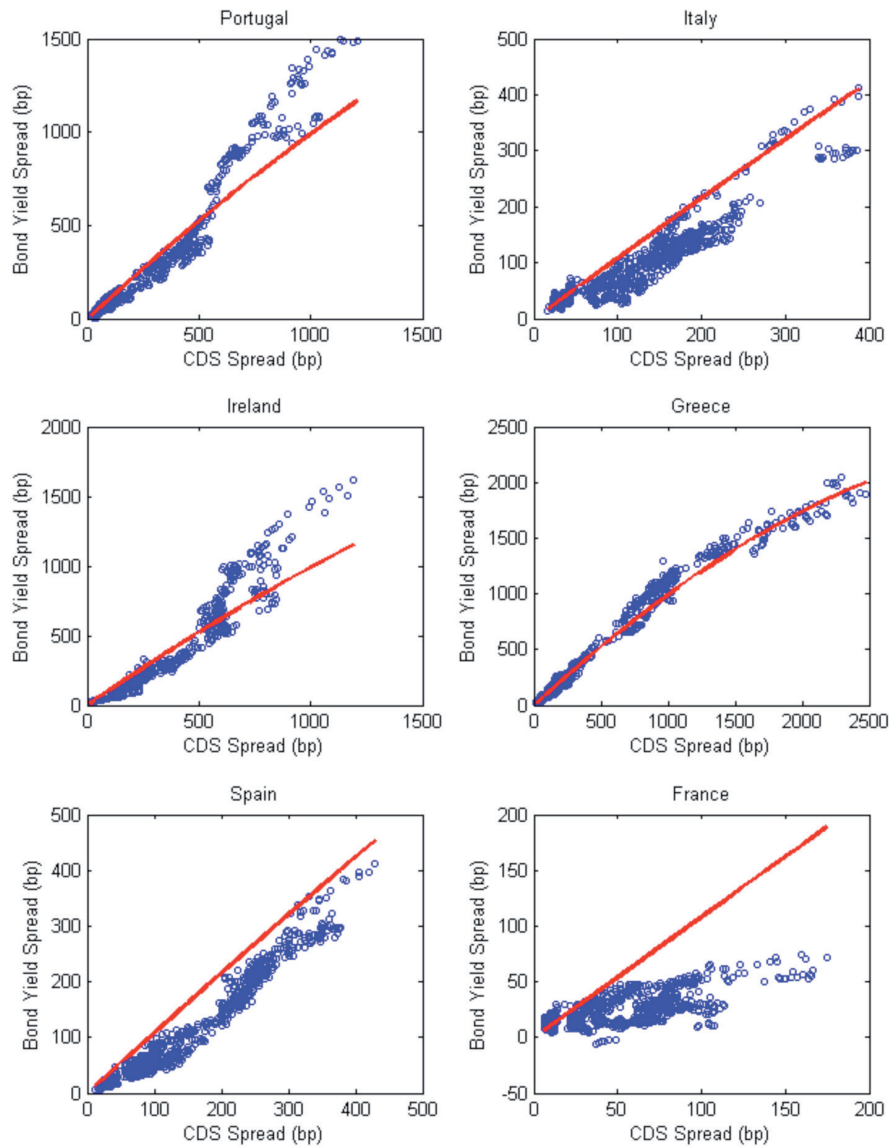 Portugal
Bond Yield Spread (bp)
1500
1000
500
0
0 500 1000 1500
CDS Spread (bp)
Italy
Bond Yield Spread (bp)
500
400
300
200
100
0
0 100 200 300 400
CDS Spread (bp)
Ireland
Bond Yield Spread (bp)
2000
1500
1000
500
0
0 500 1000 1500
CDS Spread (bp)
Greece
Bond Yield Spread (bp)
2500
2000
1500
1000
500
0
0 500 1000 1500 2000 2500
CDS Spread (bp)
Spain
Bond Yield Spread (bp)
500
400
300
200
100
0
0 100 200 300 400 500
CDS Spread (bp)
France
Bond Yield Spread (bp)
200
150
100
50
0
-50
0 50 100 150 200
CDS Spread (bp)